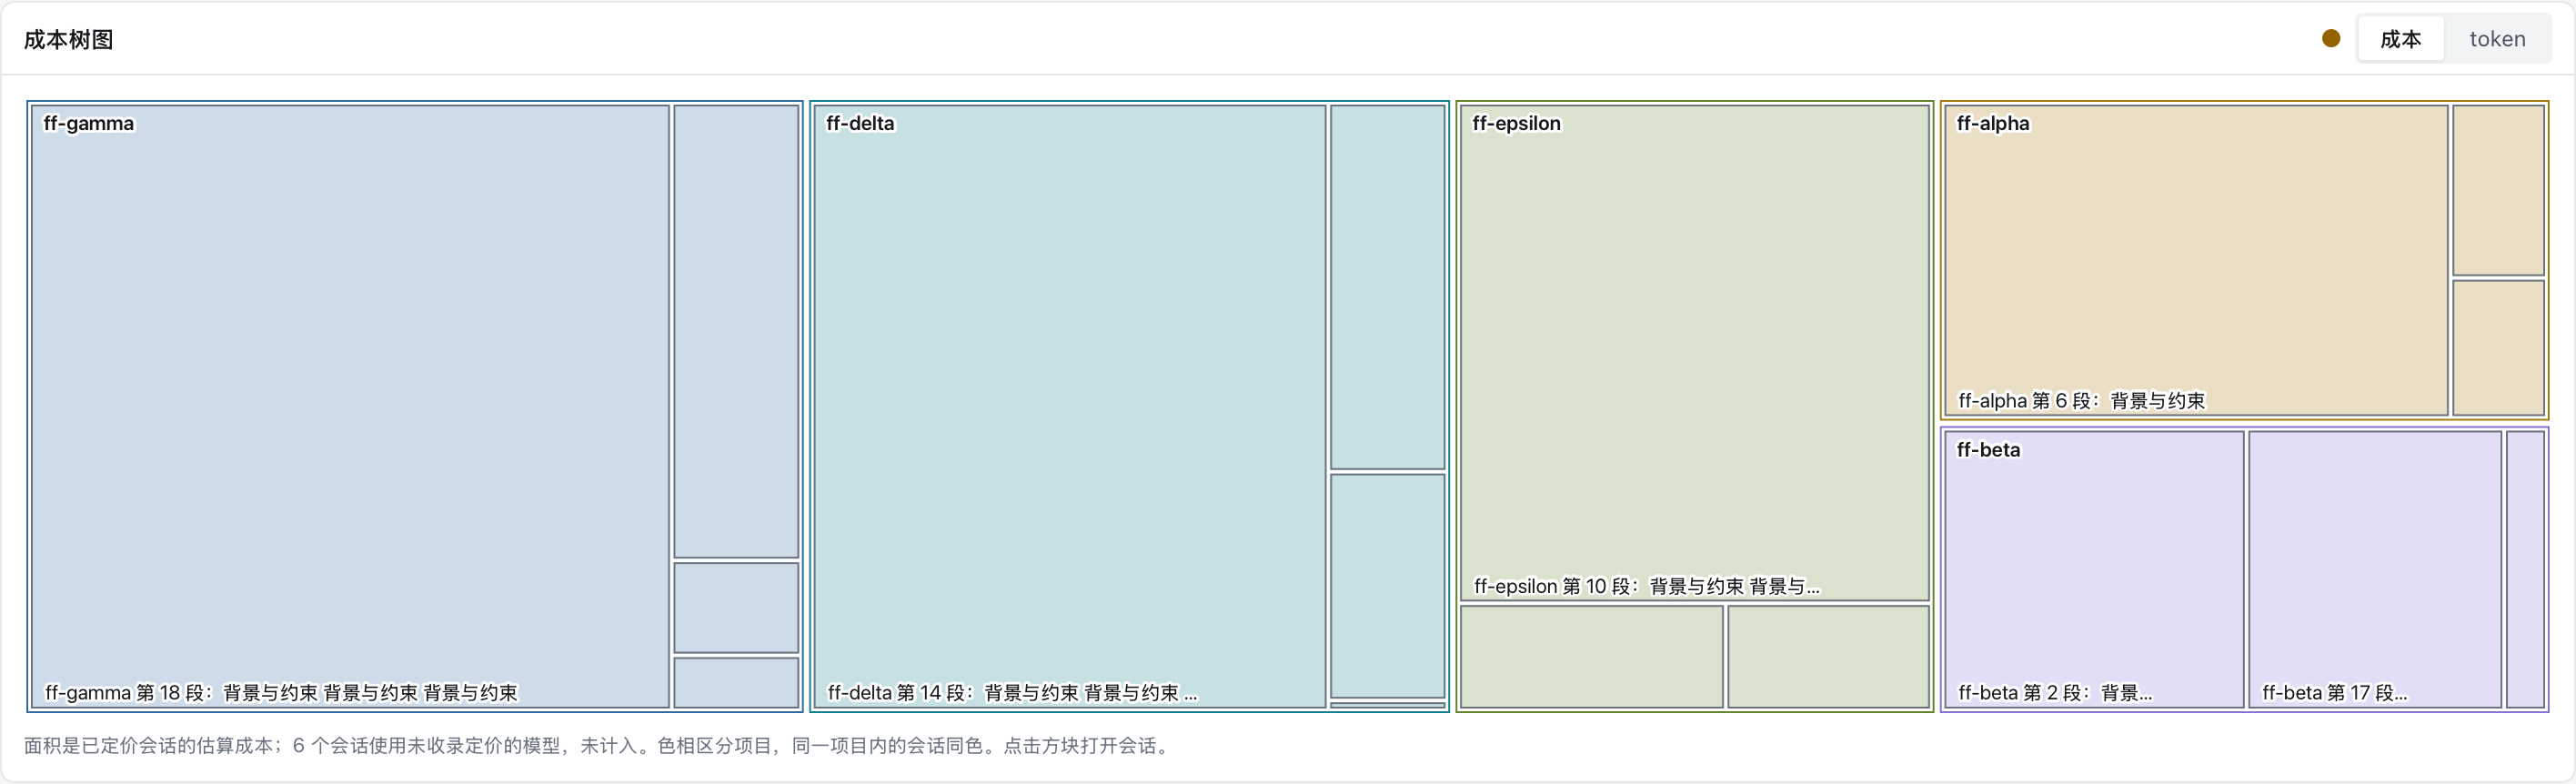 成本树图
成本
token
ff-gamma
ff-gamma 第 18 段：背景与约束 背景与约束 背景与约束
ff-delta
ff-delta 第 14 段：背景与约束 背景与约束 ...
ff-epsilon
ff-epsilon 第 10 段：背景与约束 背景与...
ff-alpha
ff-alpha 第 6 段：背景与约束
ff-beta
ff-beta 第 2 段：背景...
ff-beta 第 17 段...
面积是已定价会话的估算成本；6 个会话使用未收录定价的模型，未计入。色相区分项目，同一项目内的会话同色。点击方块打开会话。